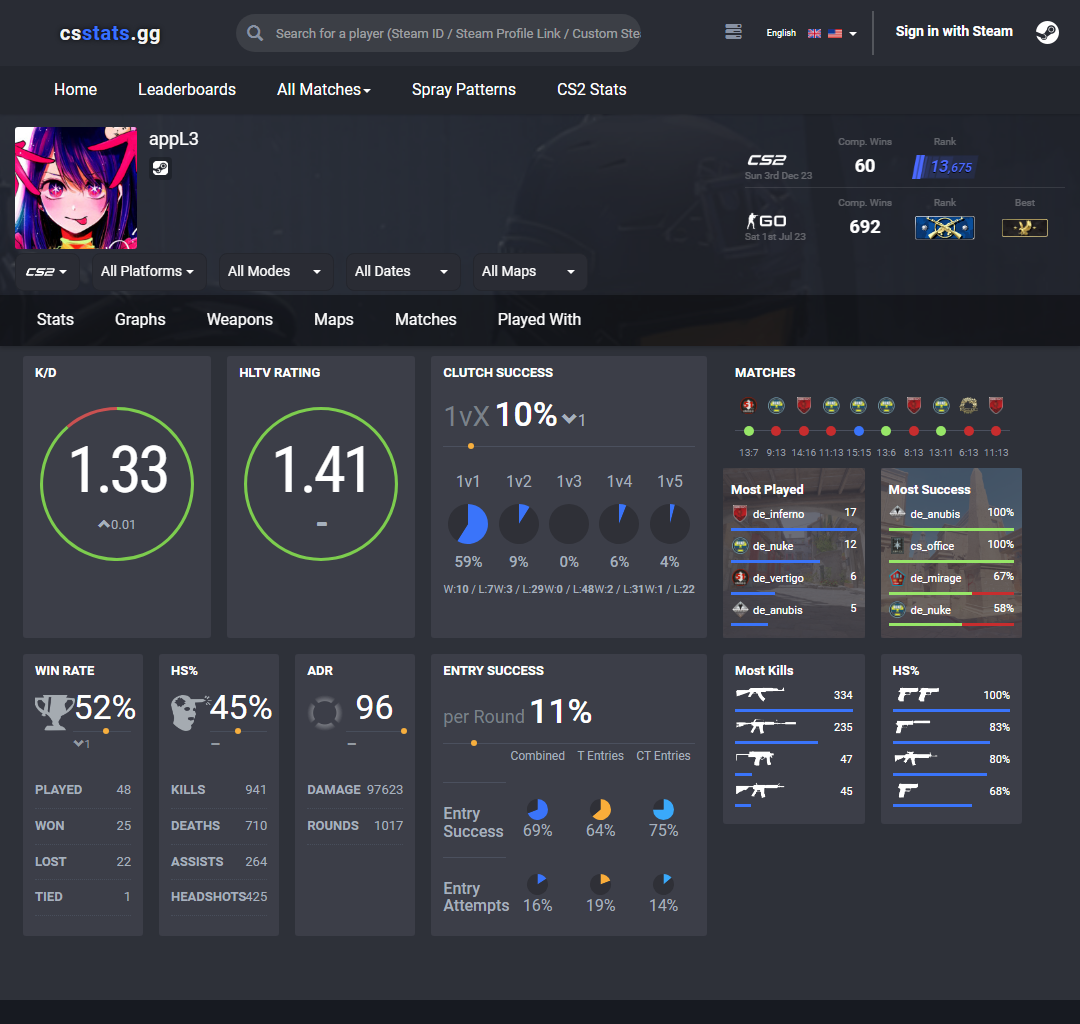 csstats.gg
Search for a player (Steam ID / Steam Profile Link / Custom Ste
English
Sign in with Steam
Home Leaderboards All Matches Spray Patterns CS2 Stats
appL3
Comp. Wins Rank
CS2 60 13,675
Sun 3rd Dec 23
Comp. Wins Rank Best
GO 692
Sat 1st Jul 23
CS2 All Platforms All Modes All Dates All Maps
Stats Graphs Weapons Maps Matches Played With
K/D
1.33
0.01
HLTV RATING
1.41
CLUTCH SUCCESS
1vX 10% 1
1v1 1v2 1v3 1v4 1v5
59% 9% 0% 6% 4%
W:10 / L:7W:3 / L:29W:0 / L:48W:2 / L:31W:1 / L:22
MATCHES
13:7 9:13 14:16 11:13 15:15 13:6 8:13 13:11 6:13 11:13
Most Played
de_inferno 17
de_nuke 12
de_vertigo 6
de_anubis 5
Most Success
de_anubis 100%
cs_office 100%
de_mirage 67%
de_nuke 58%
WIN RATE
52%
1
PLAYED 48
WON 25
LOST 22
TIED 1
HS%
45%
KILLS 941
DEATHS 710
ASSISTS 264
HEADSHOTS425
ADR
96
DAMAGE 97623
ROUNDS 1017
ENTRY SUCCESS
per Round 11%
Combined T Entries CT Entries
Entry
Success 69% 64% 75%
Entry
Attempts 16% 19% 14%
Most Kills
334
235
47
45
HS%
100%
83%
80%
68%